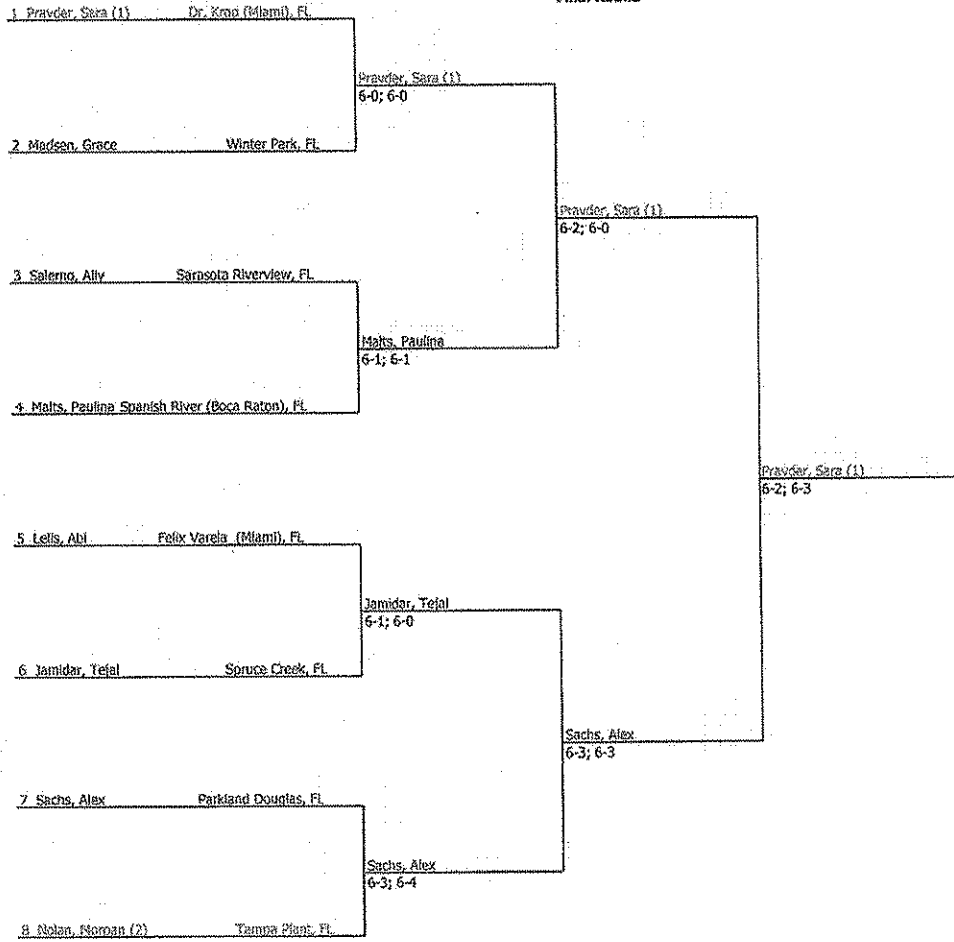 1 Pravder, Sara (1) Dr. Krop (Miami), FL
Pravder, Sara (1)
6-0; 6-0
2 Madsen, Grace Winter Park, FL
Pravder, Sara (1)
6-2; 6-0
3 Salerno, Ally Sarasota Riverview, FL
Malts, Paulina
6-1; 6-1
4 Malts, Paulina Spanish River (Boca Raton), FL
Pravder, Sara (1)
6-2; 6-3
5 Lelis, Abi Felix Varela (Miami), FL
Jamidar, Tejal
6-1; 6-0
6 Jamidar, Tejal Spruce Creek, FL
Sachs, Alex
6-3; 6-3
7 Sachs, Alex Parkland Douglas, FL
Sachs, Alex
6-3; 6-4
8 Nolan, Morgan (2) Tampa Plant, FL